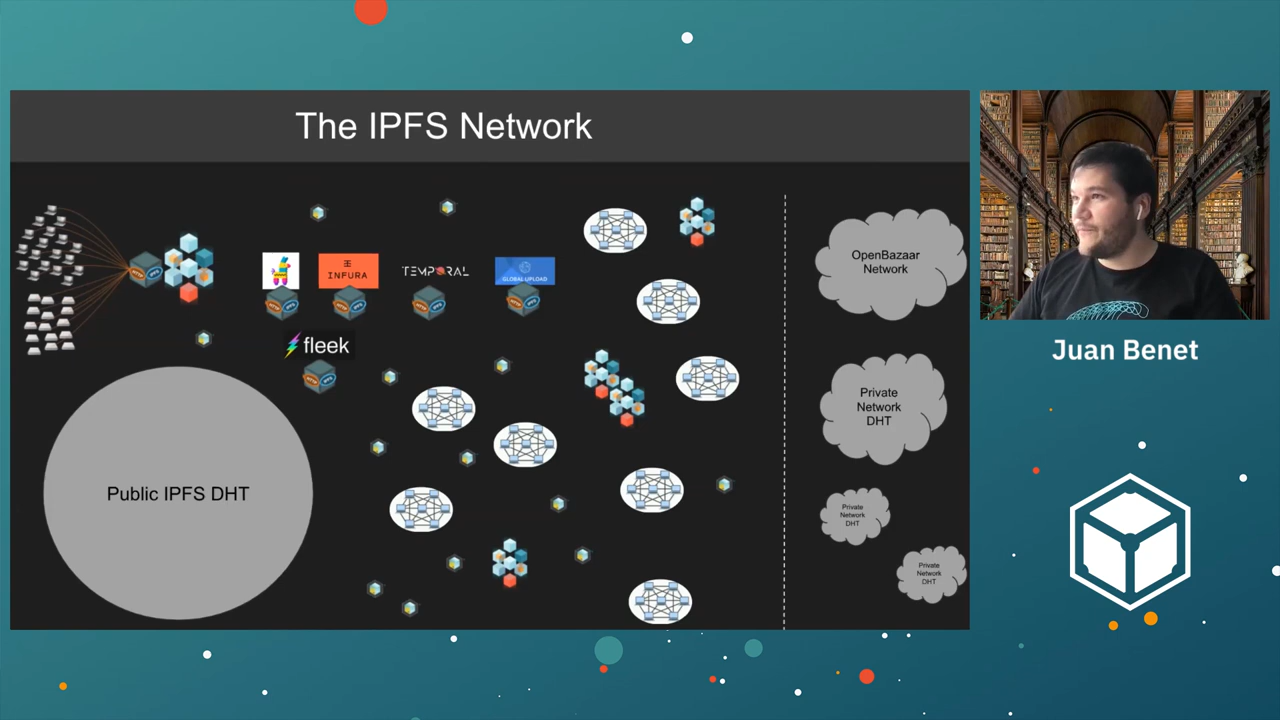 The IPFS Network
INFURA
TEMPORAL
GLOBAL UPLOAD
fleek
Public IPFS DHT
OpenBazaar
Network
Private
Network
DHT
Private
Network
DHT
Private
Network
DHT
Juan Benet